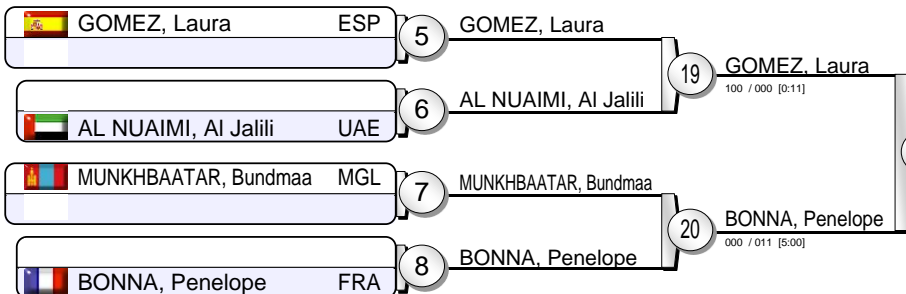 GOMEZ, Laura ESP
5
GOMEZ, Laura
19
GOMEZ, Laura
100 / 000 [0:11]
AL NUAIMI, Al Jalili UAE
6
AL NUAIMI, Al Jalili
MUNKHBAATAR, Bundmaa MGL
7
MUNKHBAATAR, Bundmaa
20
BONNA, Penelope
000 / 011 [5:00]
BONNA, Penelope FRA
8
BONNA, Penelope